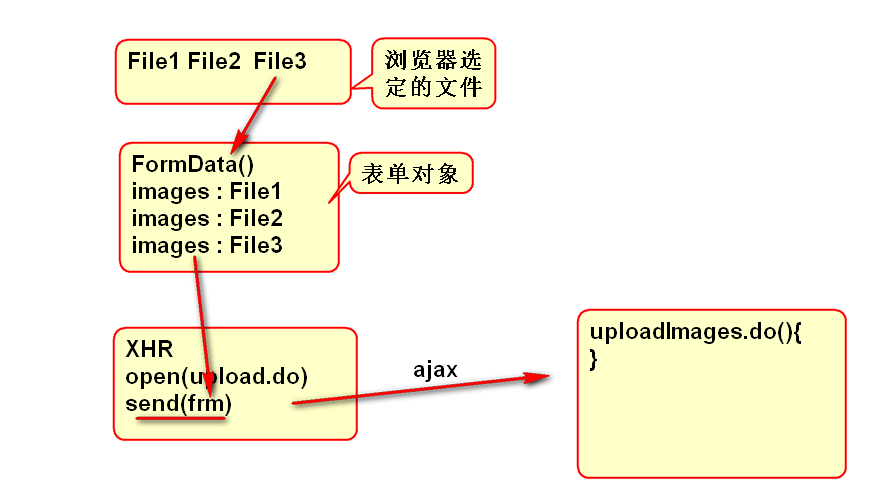 File1 File2  File3
浏览器选
定的文件
FormData()
images : File1
images : File2
images : File3
表单对象
XHR
open(upload.do)
send(frm)
ajax
uploadImages.do(){
}